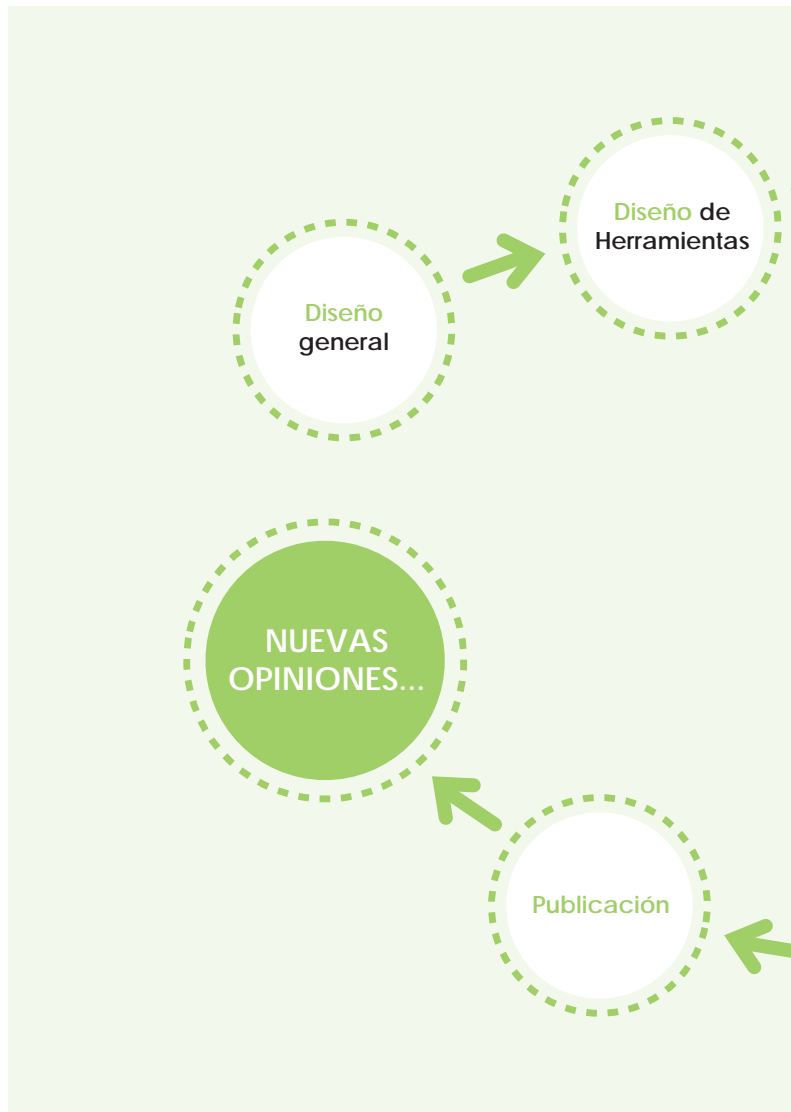 Diseño de
Herramientas
Diseño
general
NUEVAS
OPINIONES...
Publicación